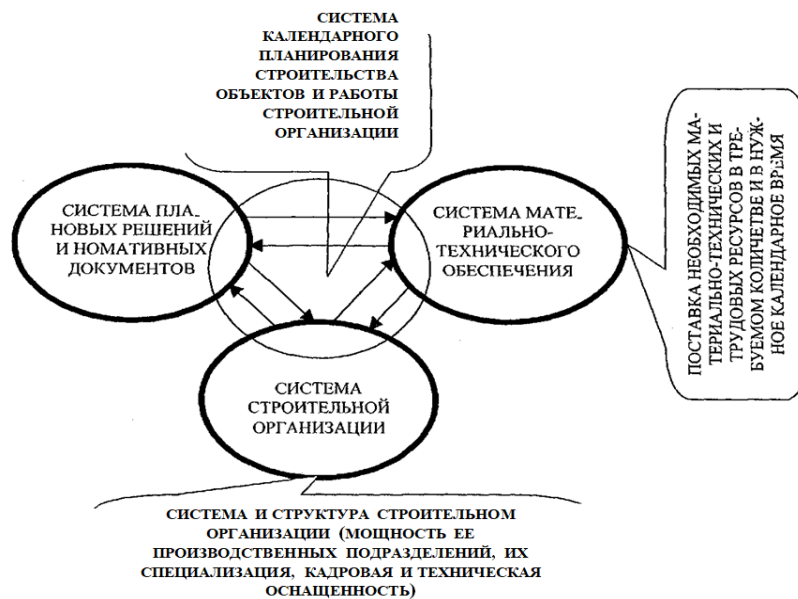 СИСТЕМА
КАЛЕНДАРНОГО
ПЛАНИРОВАНИЯ
СТРОИТЕЛЬСТВА
ОБЪЕКТОВ И РАБОТЫ
СТРОИТЕЛЬНОЙ
ОРГАНИЗАЦИИ
СИСТЕМА ПЛА-
НОВЫХ РЕШЕНИЙ
И НОМАТИВНЫХ
ДОКУМЕНТОВ
СИСТЕМА МАТЕ-
РИАЛЬНО-
ТЕХНИЧЕСКОГО
ОБЕСПЕЧЕНИЯ
ПОСТАВКА НЕОБХОДИМЫХ МА-
ТЕРИАЛЬНО-ТЕХНИЧЕСКИХ И
ТРУДОВЫХ РЕСУРСОВ В ТРЕ-
БУЕМОМ КОЛИЧЕТВЕ И В НУЖ-
НОЕ КАЛЕНДАРНОЕ ВРЕМЯ
СИСТЕМА
СТРОИТЕЛЬНОЙ
ОРГАНИЗАЦИИ
СИСТЕМА И СТРУКТУРА СТРОИТЕЛЬНОМ
ОРГАНИЗАЦИИ (МОЩНОСТЬ ЕЕ
ПРОИЗВОДСТВЕННЫХ ПОДРАЗДЕЛЕНИЙ, ИХ
СПЕЦИАЛИЗАЦИЯ, КАДРОВАЯ И ТЕХНИЧЕСКАЯ
ОСНАЩЕННОСТЬ)